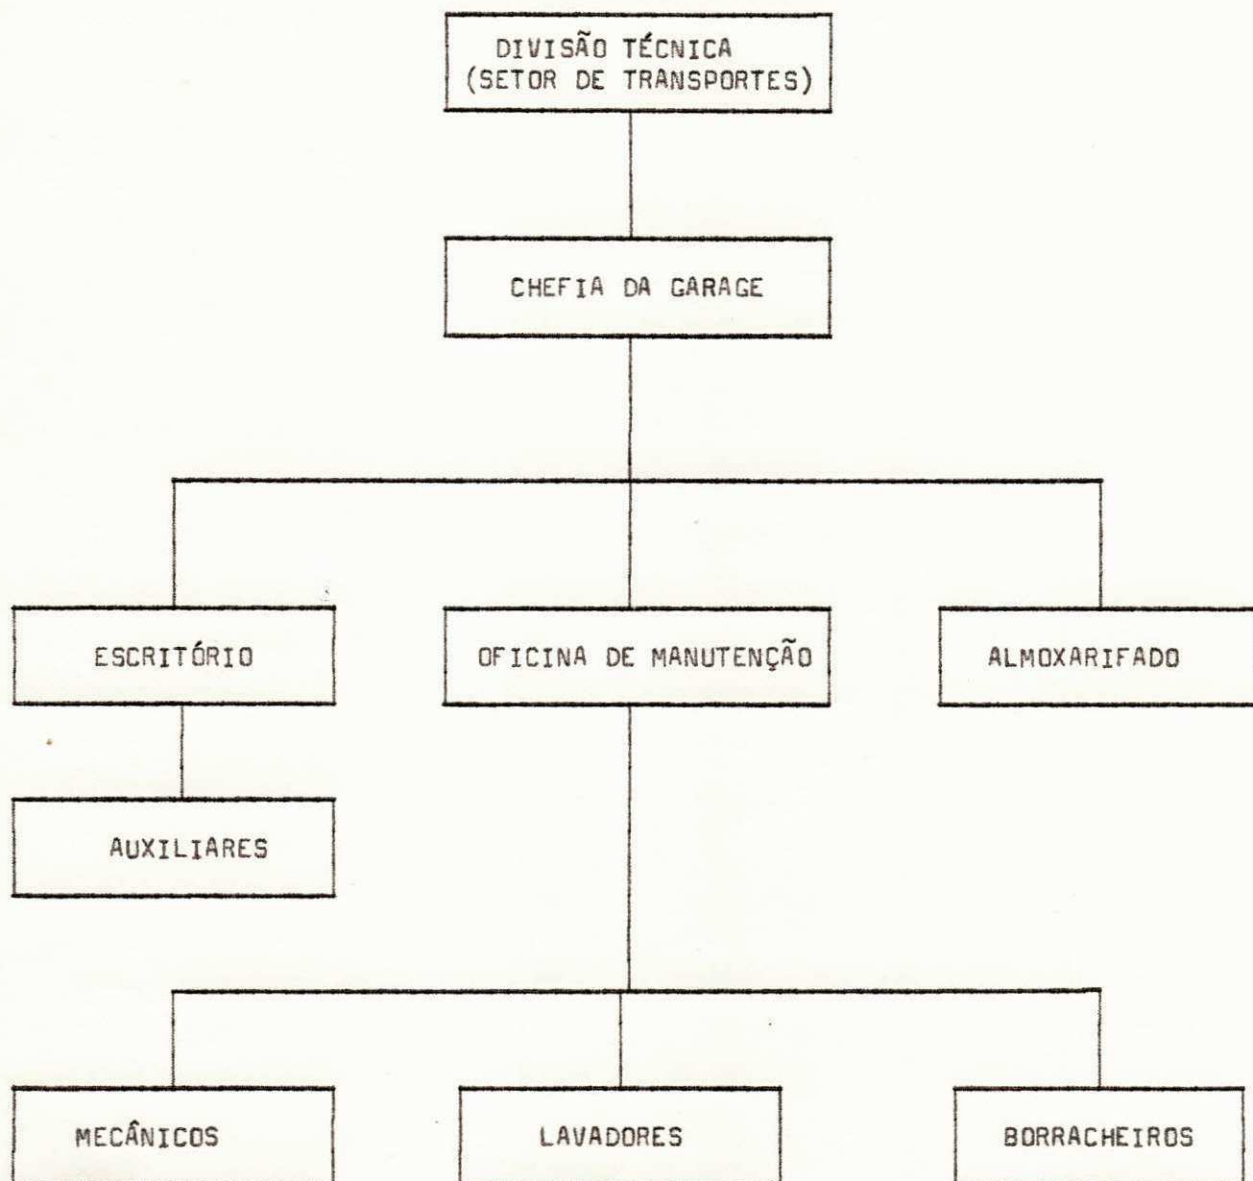 DIVISÃO TÉCNICA
(SETOR DE TRANSPORTES)
CHEFIA DA GARAGE
ESCRITÓRIO
OFICINA DE MANUTENÇÃO
ALMOXARIFADO
AUXILIARES
MECÂNICOS
LAVADORES
BORRACHEIROS